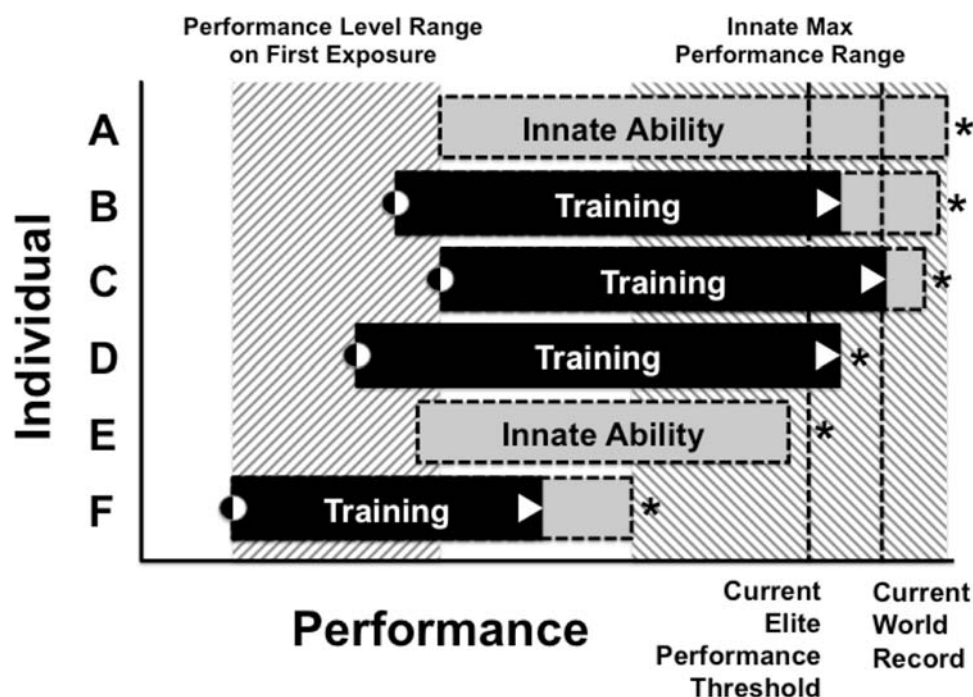 Performance Level Range
on First Exposure
Innate Max
Performance Range
Individual
A
Innate Ability
*
B
Training
*
C
Training
*
D
Training
*
E
Innate Ability
*
F
Training
*
Performance
Current
Elite
Performance
Threshold
Current
World
Record